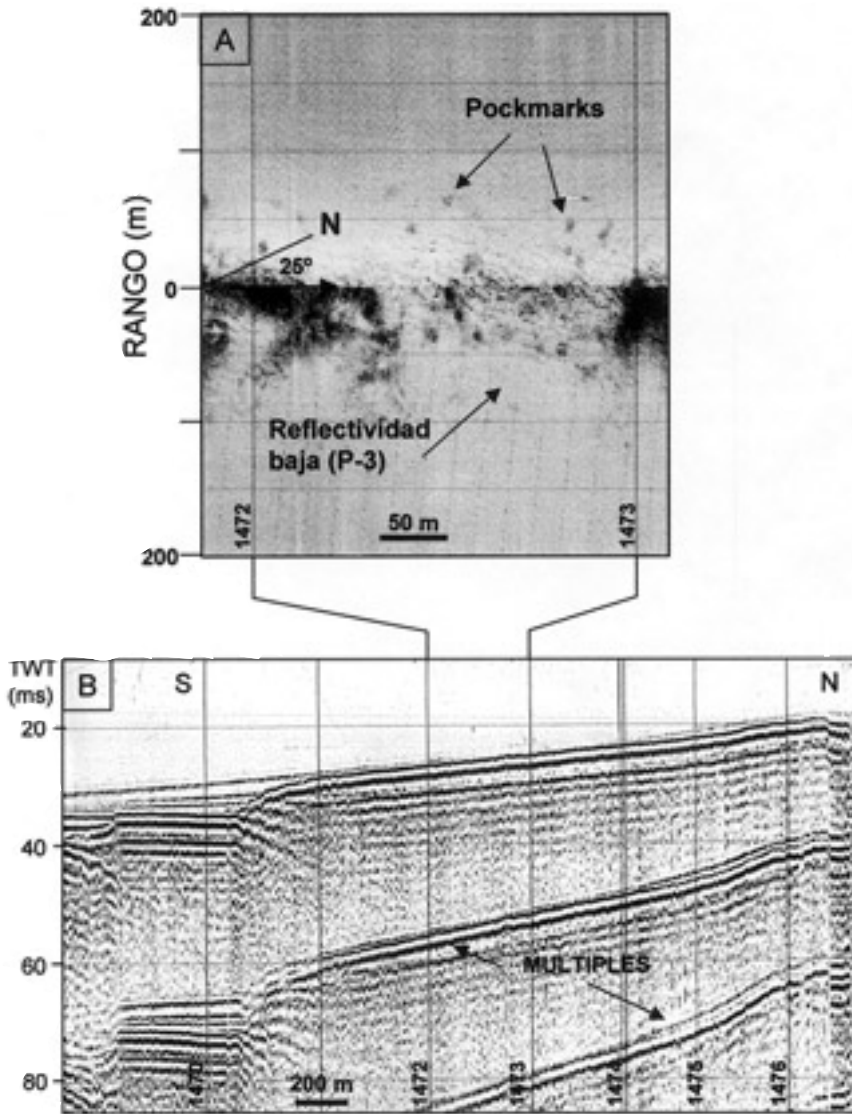 200
A
Pockmarks
RANGO (m)
N
25º
0
Reflectividad
baja (P-3)
1472
50 m
1473
200
TWT
(ms)
B
S
N
20
40
60
MULTIPLES
80
1470
200 m
1472
1473
1474
1475
1476